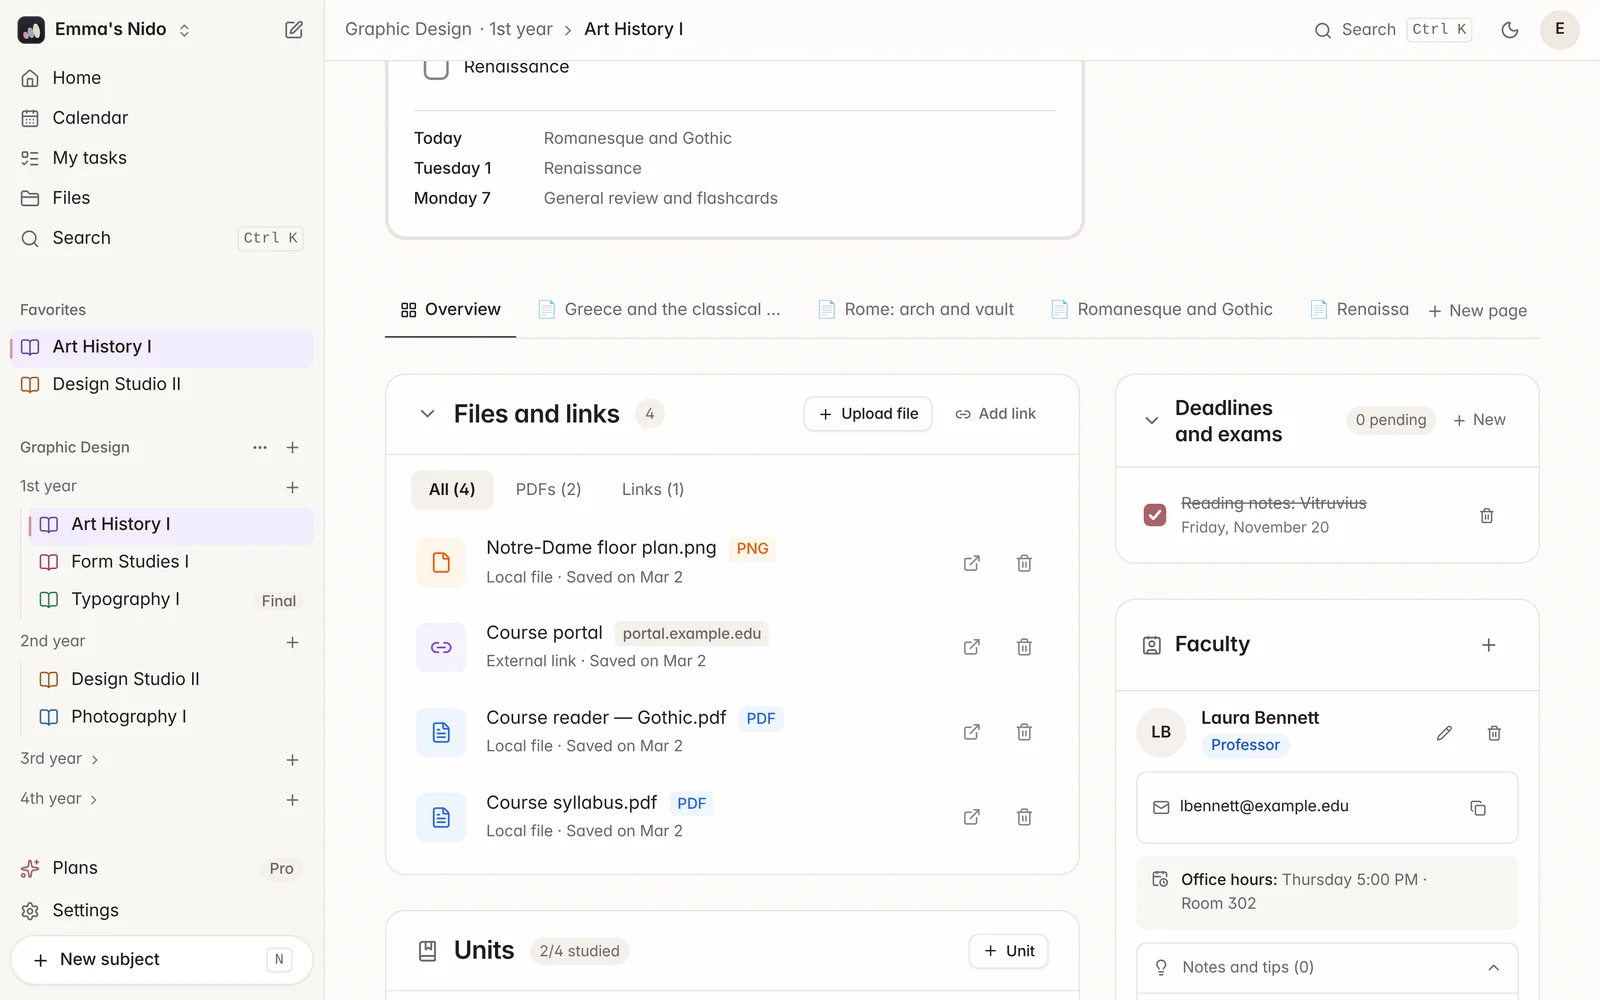 Emma's Nido
Home
Calendar
My tasks
Files
Search Ctrl K
Favorites
Art History I
Design Studio II
Graphic Design
1st year
Art History I
Form Studies I
Typography I Final
2nd year
Design Studio II
Photography I
3rd year
4th year
Plans Pro
Settings
New subject N
Graphic Design · 1st year › Art History I
Search Ctrl K
E
Renaissance
Today Romanesque and Gothic
Tuesday 1 Renaissance
Monday 7 General review and flashcards
Overview Greece and the classical ... Rome: arch and vault Romanesque and Gothic Renaissa + New page
Files and links 4 + Upload file Add link
All (4) PDFs (2) Links (1)
Notre-Dame floor plan.png PNG
Local file · Saved on Mar 2
Course portal portal.example.edu
External link · Saved on Mar 2
Course reader — Gothic.pdf PDF
Local file · Saved on Mar 2
Course syllabus.pdf PDF
Local file · Saved on Mar 2
Units 2/4 studied + Unit
Deadlines
and exams
0 pending + New
Reading notes: Vitruvius
Friday, November 20
Faculty
LB
Laura Bennett
Professor
lbennett@example.edu
Office hours: Thursday 5:00 PM ·
Room 302
Notes and tips (0)